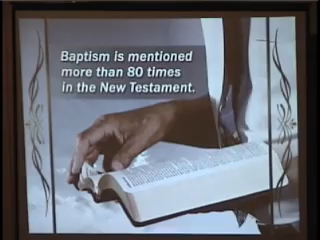 Baptism is mentioned
more than 80 times
in the New Testament.